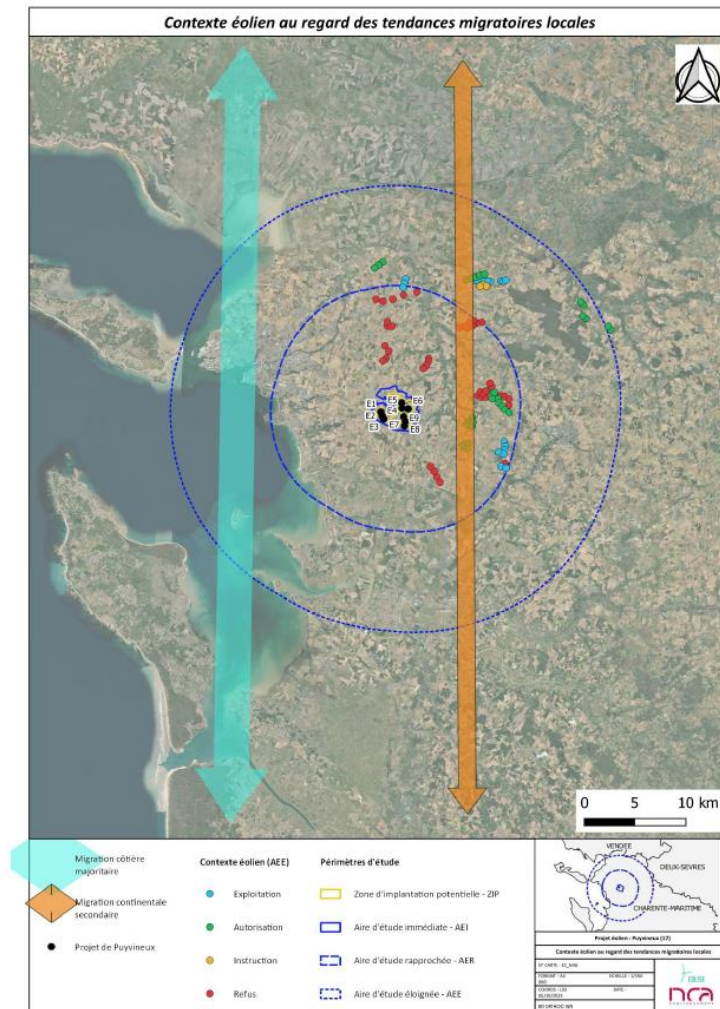 Contexte éolien au regard des tendances migratoires locales
E5
E6
E1
E4
E2
E9
E3
E7
E8
0 5 10 km
Migration côtière
majoritaire
Migration continentale
secondaire
Projet de Puyvineux
Contexte éolien (AEE)
Exploitation
Autorisation
Instruction
Refus
Périmètres d'étude
Zone d'implantation potentielle - ZIP
Aire d'étude immédiate - AEI
Aire d'étude rapprochée - AER
Aire d'étude éloignée - AEE
VENDEE
DEUX-SEVRES
CHARENTE-MARITIME
Projet éolien : Puyvineux (17)
Contexte éolien au regard des tendances migratoires locales
nca